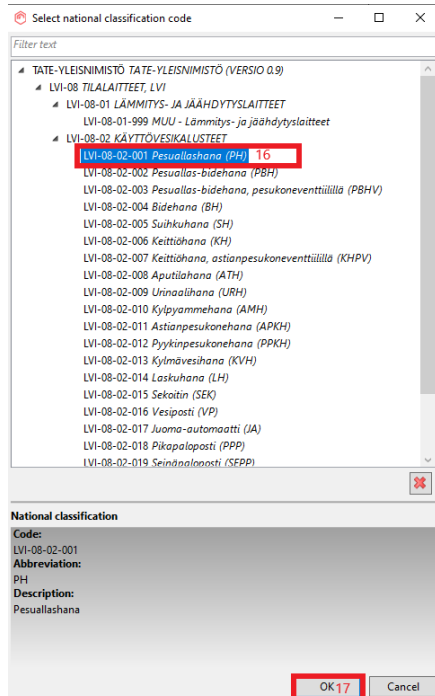 Select national classification code
Filter text
TATE-YLEISNIMISTÖ TATE-YLEISNIMISTÖ (VERSIO 0.9)
LVI-08 TILALAITTEET, LVI
LVI-08-01 LÄMMITYS- JA JÄÄHDYTYSLAITTEET
LVI-08-01-999 MUU - Lämmitys- ja jäähdytyslaitteet
LVI-08-02 KÄYTTÖVESIKALUSTEET
LVI-08-02-001 Pesuallashana (PH) 16
LVI-08-02-002 Pesuallas-bidehana (PBH)
LVI-08-02-003 Pesuallas-bidehana, pesukoneventtiilillä (PBHV)
LVI-08-02-004 Bidehana (BH)
LVI-08-02-005 Suihkuhana (SH)
LVI-08-02-006 Keittiöhana (KH)
LVI-08-02-007 Keittiöhana, astianpesukoneventtiilillä (KHPV)
LVI-08-02-008 Aputilahana (ATH)
LVI-08-02-009 Urinaalihana (URH)
LVI-08-02-010 Kylpyammehana (AMH)
LVI-08-02-011 Astianpesukonehana (APKH)
LVI-08-02-012 Pyykinpesukonehana (PPKH)
LVI-08-02-013 Kylmävesihana (KVH)
LVI-08-02-014 Laskuhana (LH)
LVI-08-02-015 Sekoitin (SEK)
LVI-08-02-016 Vesiposti (VP)
LVI-08-02-017 Juoma-automaatti (JA)
LVI-08-02-018 Pikapaloposti (PPP)
LVI-08-02-019 Seinäpaloposti (SEPP)
National classification
Code:
LVI-08-02-001
Abbreviation:
PH
Description:
Pesuallashana
OK 17 Cancel